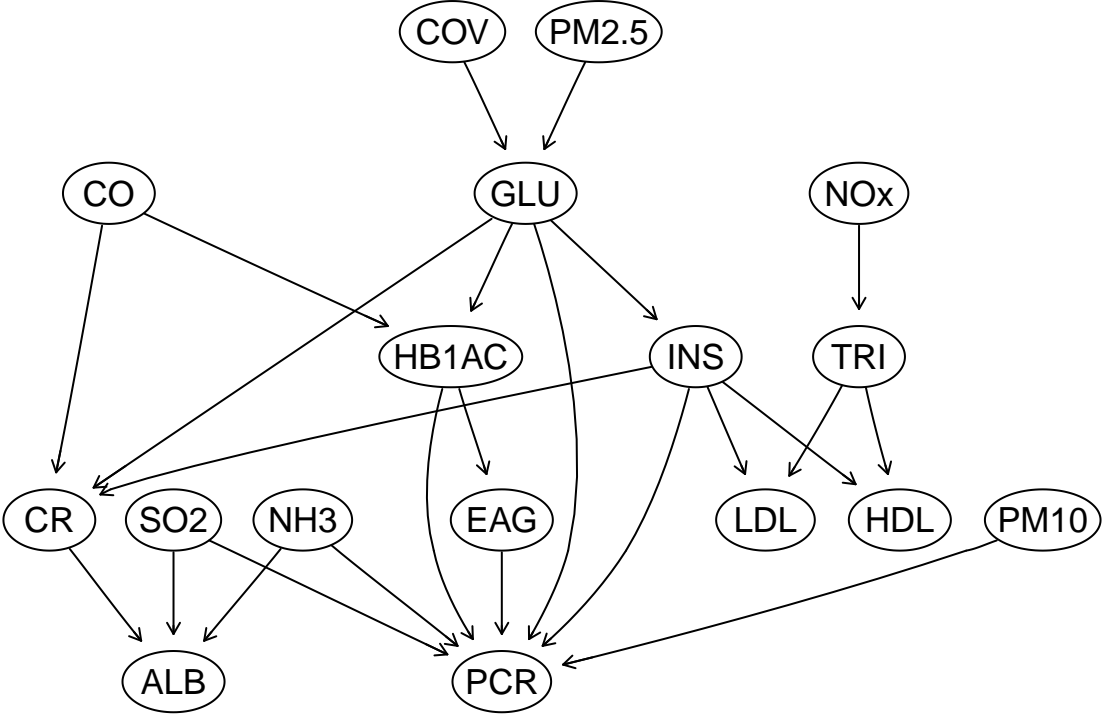 COV PM2.5
CO GLU NOx
HB1AC INS TRI
CR SO2 NH3 EAG LDL HDL PM10
ALB PCR